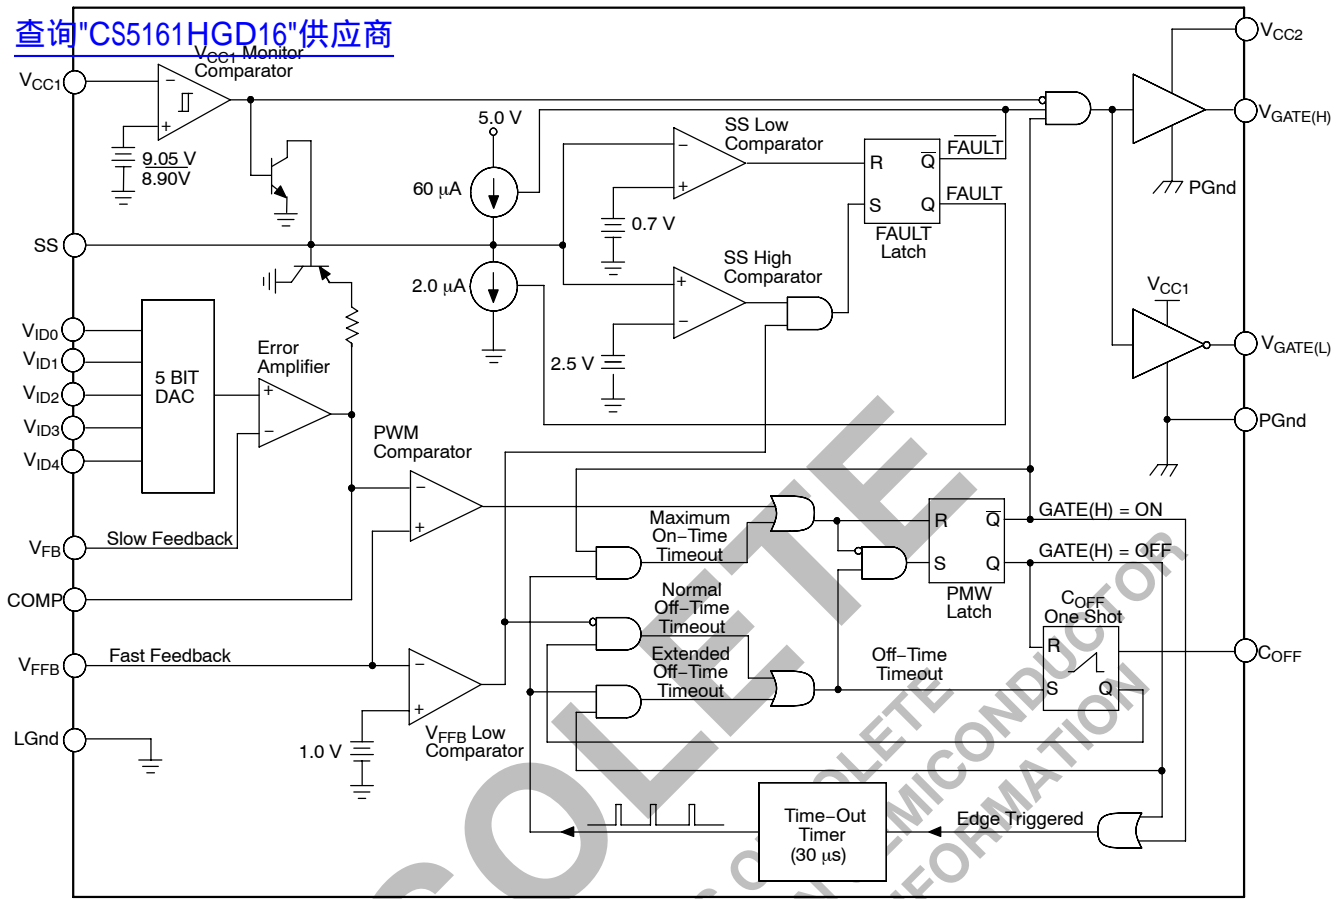 查询"CS5161HGD16"供应商
VCC1 Monitor
Comparator
VCC1
9.05 V
8.90V
SS
VID0
VID1
VID2
VID3
VID4
5 BIT
DAC
Error
Amplifier
VFB
Slow Feedback
COMP
VFFB
Fast Feedback
LGnd
5.0 V
60 μA
2.0 μA
SS Low
Comparator
0.7 V
SS High
Comparator
2.5 V
R
Q
S
Q
FAULT
FAULT
FAULT
Latch
VCC2
VGATE(H)
PGnd
VCC1
VGATE(L)
PGnd
PWM
Comparator
Maximum
On−Time
Timeout
Normal
Off−Time
Timeout
Extended
Off−Time
Timeout
R
Q
S
Q
PMW
Latch
GATE(H) = ON
GATE(H) = OFF
COFF
One Shot
R
S
Q
COFF
Off−Time
Timeout
1.0 V
VFFB Low
Comparator
Time−Out
Timer
(30 μs)
Edge Triggered
OLETE